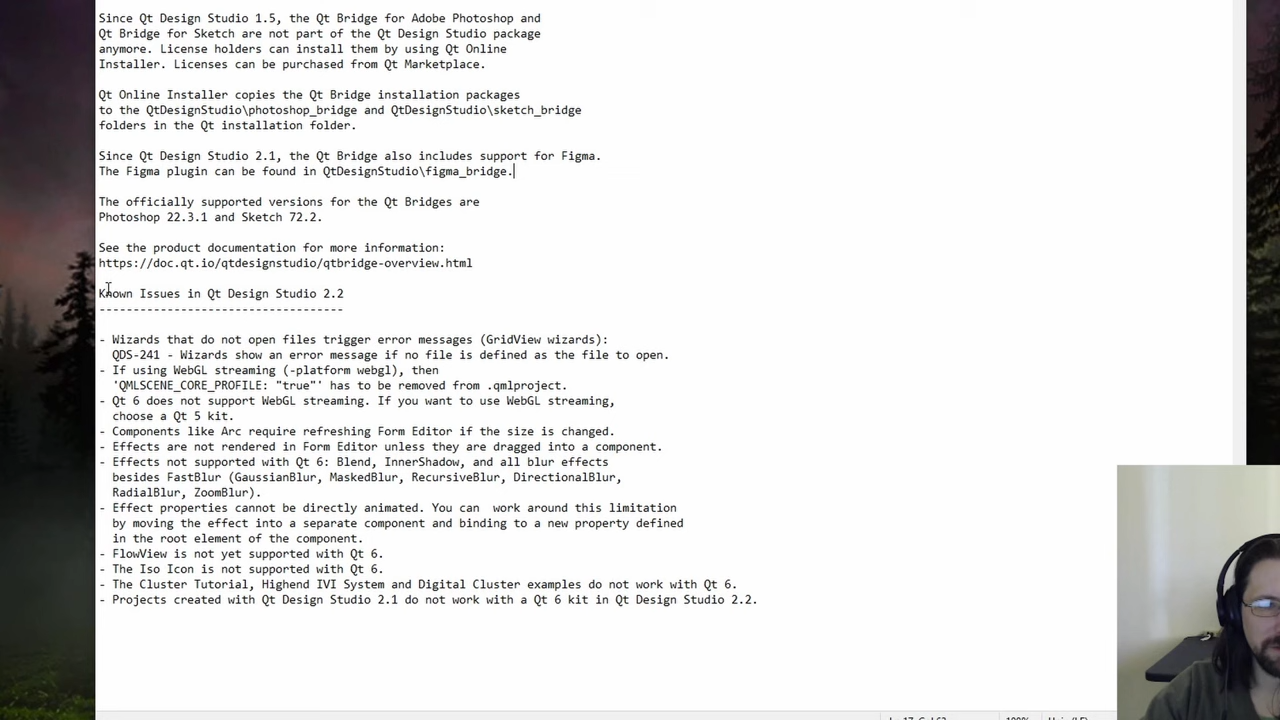 Since Qt Design Studio 1.5, the Qt Bridge for Adobe Photoshop and
Qt Bridge for Sketch are not part of the Qt Design Studio package
anymore. License holders can install them by using Qt Online
Installer. Licenses can be purchased from Qt Marketplace.
Qt Online Installer copies the Qt Bridge installation packages
to the QtDesignStudio\photoshop_bridge and QtDesignStudio\sketch_bridge
folders in the Qt installation folder.
Since Qt Design Studio 2.1, the Qt Bridge also includes support for Figma.
The Figma plugin can be found in QtDesignStudio\figma_bridge.
The officially supported versions for the Qt Bridges are
Photoshop 22.3.1 and Sketch 72.2.
See the product documentation for more information:
https://doc.qt.io/qtdesignstudio/qtbridge-overview.html
Known Issues in Qt Design Studio 2.2
------------------------------------
- Wizards that do not open files trigger error messages (GridView wizards):
QDS-241 - Wizards show an error message if no file is defined as the file to open.
- If using WebGL streaming (-platform webgl), then
'QMLSCENE_CORE_PROFILE: "true"' has to be removed from .qmlproject.
- Qt 6 does not support WebGL streaming. If you want to use WebGL streaming,
choose a Qt 5 kit.
- Components like Arc require refreshing Form Editor if the size is changed.
- Effects are not rendered in Form Editor unless they are dragged into a component.
- Effects not supported with Qt 6: Blend, InnerShadow, and all blur effects
besides FastBlur (GaussianBlur, MaskedBlur, RecursiveBlur, DirectionalBlur,
RadialBlur, ZoomBlur).
- Effect properties cannot be directly animated. You can  work around this limitation
by moving the effect into a separate component and binding to a new property defined
in the root element of the component.
- FlowView is not yet supported with Qt 6.
- The Iso Icon is not supported with Qt 6.
- The Cluster Tutorial, Highend IVI System and Digital Cluster examples do not work with Qt 6.
- Projects created with Qt Design Studio 2.1 do not work with a Qt 6 kit in Qt Design Studio 2.2.